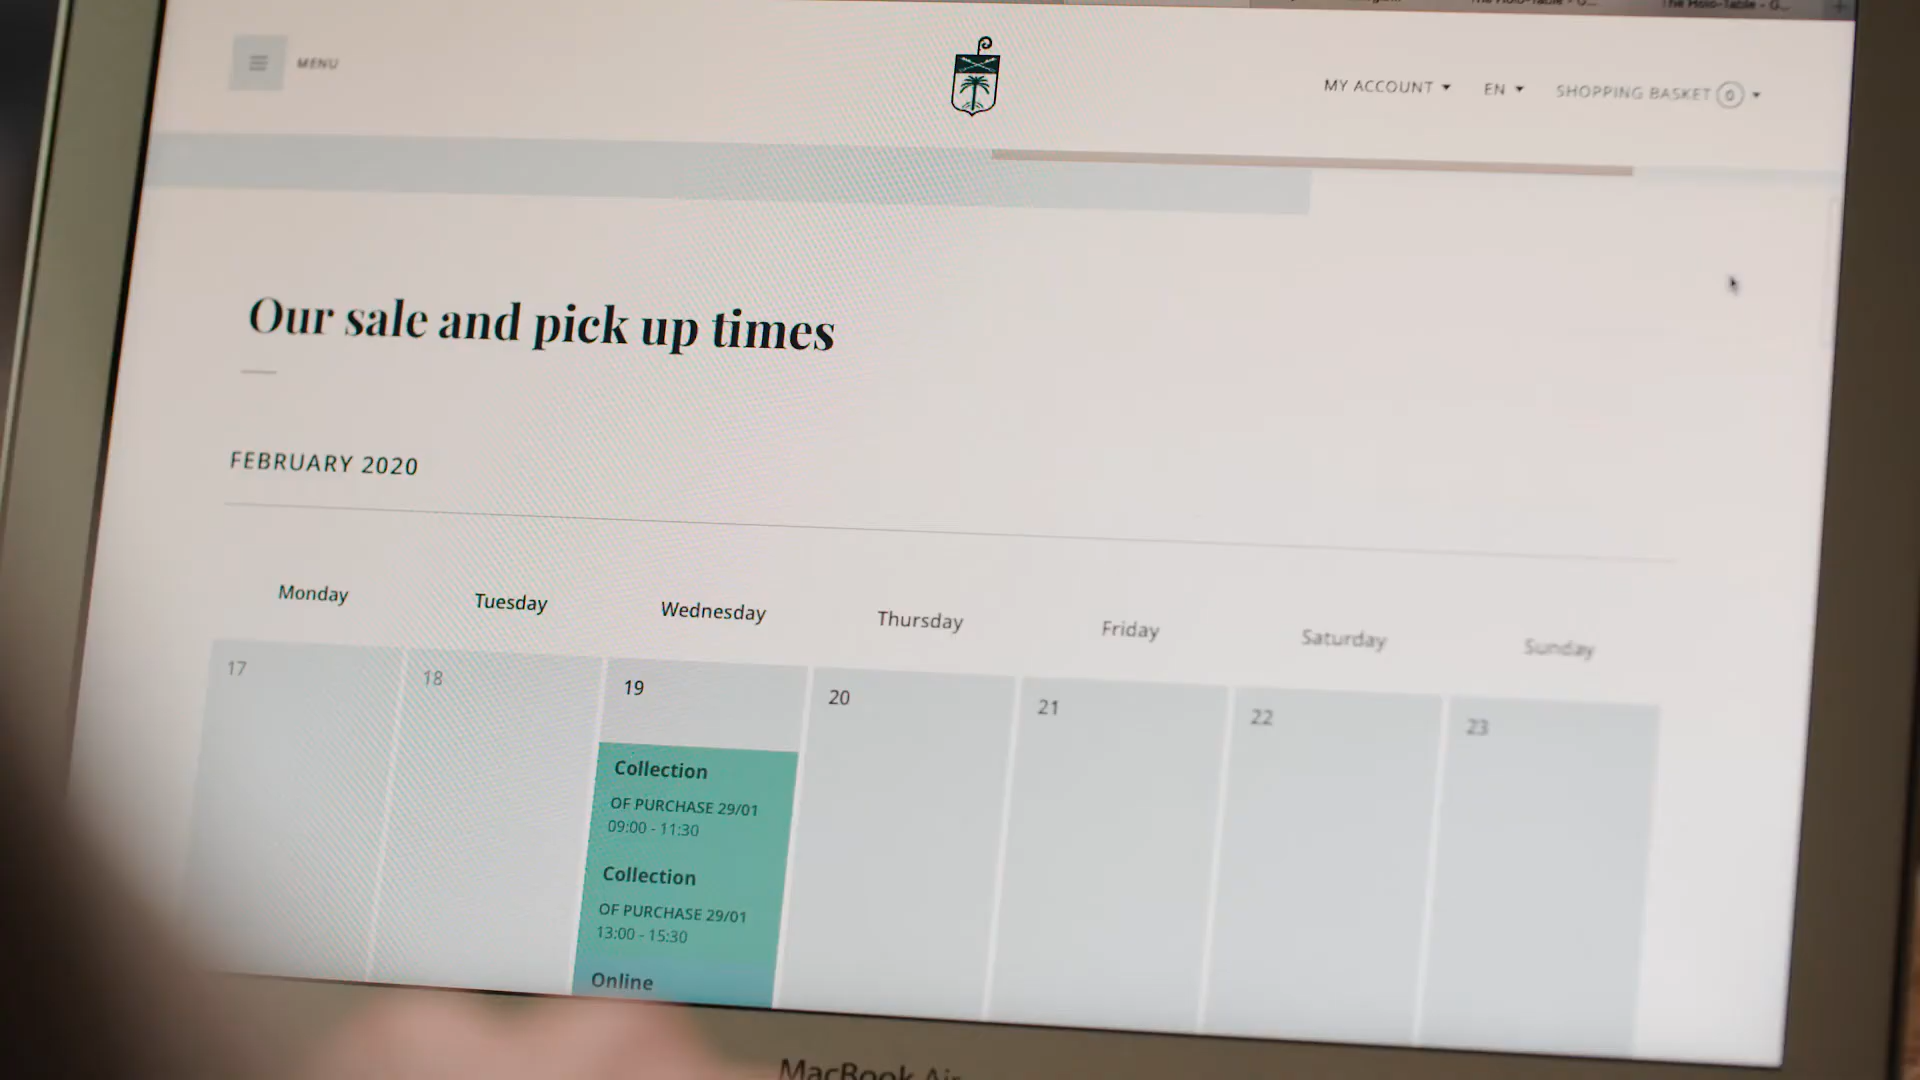 MENU
MY ACCOUNT
EN
SHOPPING BASKET 0
Our sale and pick up times
FEBRUARY 2020
Monday Tuesday Wednesday Thursday Friday Saturday Sunday
17 18 19 20 21 22 23
Collection
OF PURCHASE 29/01
09:00 - 11:30
Collection
OF PURCHASE 29/01
13:00 - 15:30
Online
MacBook Air